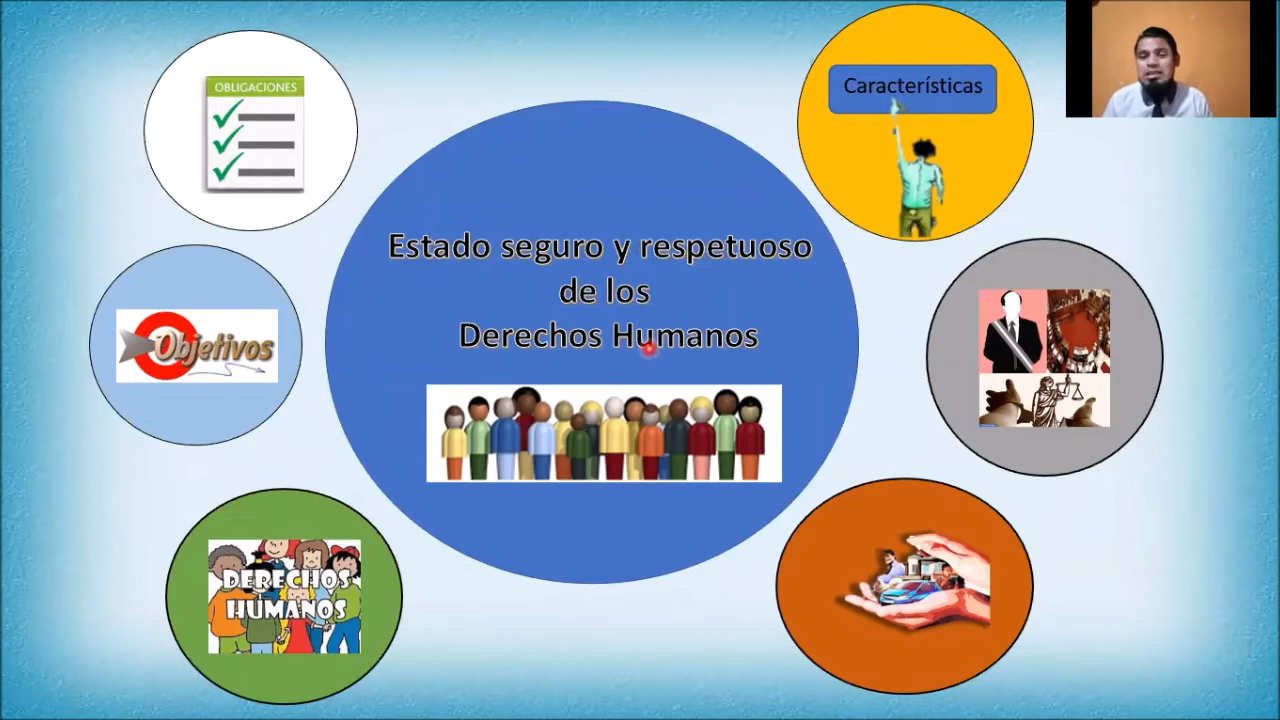 OBLIGACIONES
Características
Estado seguro y respetuoso
de los
Derechos Humanos
Objetivos
DERECHOS
HUMANOS